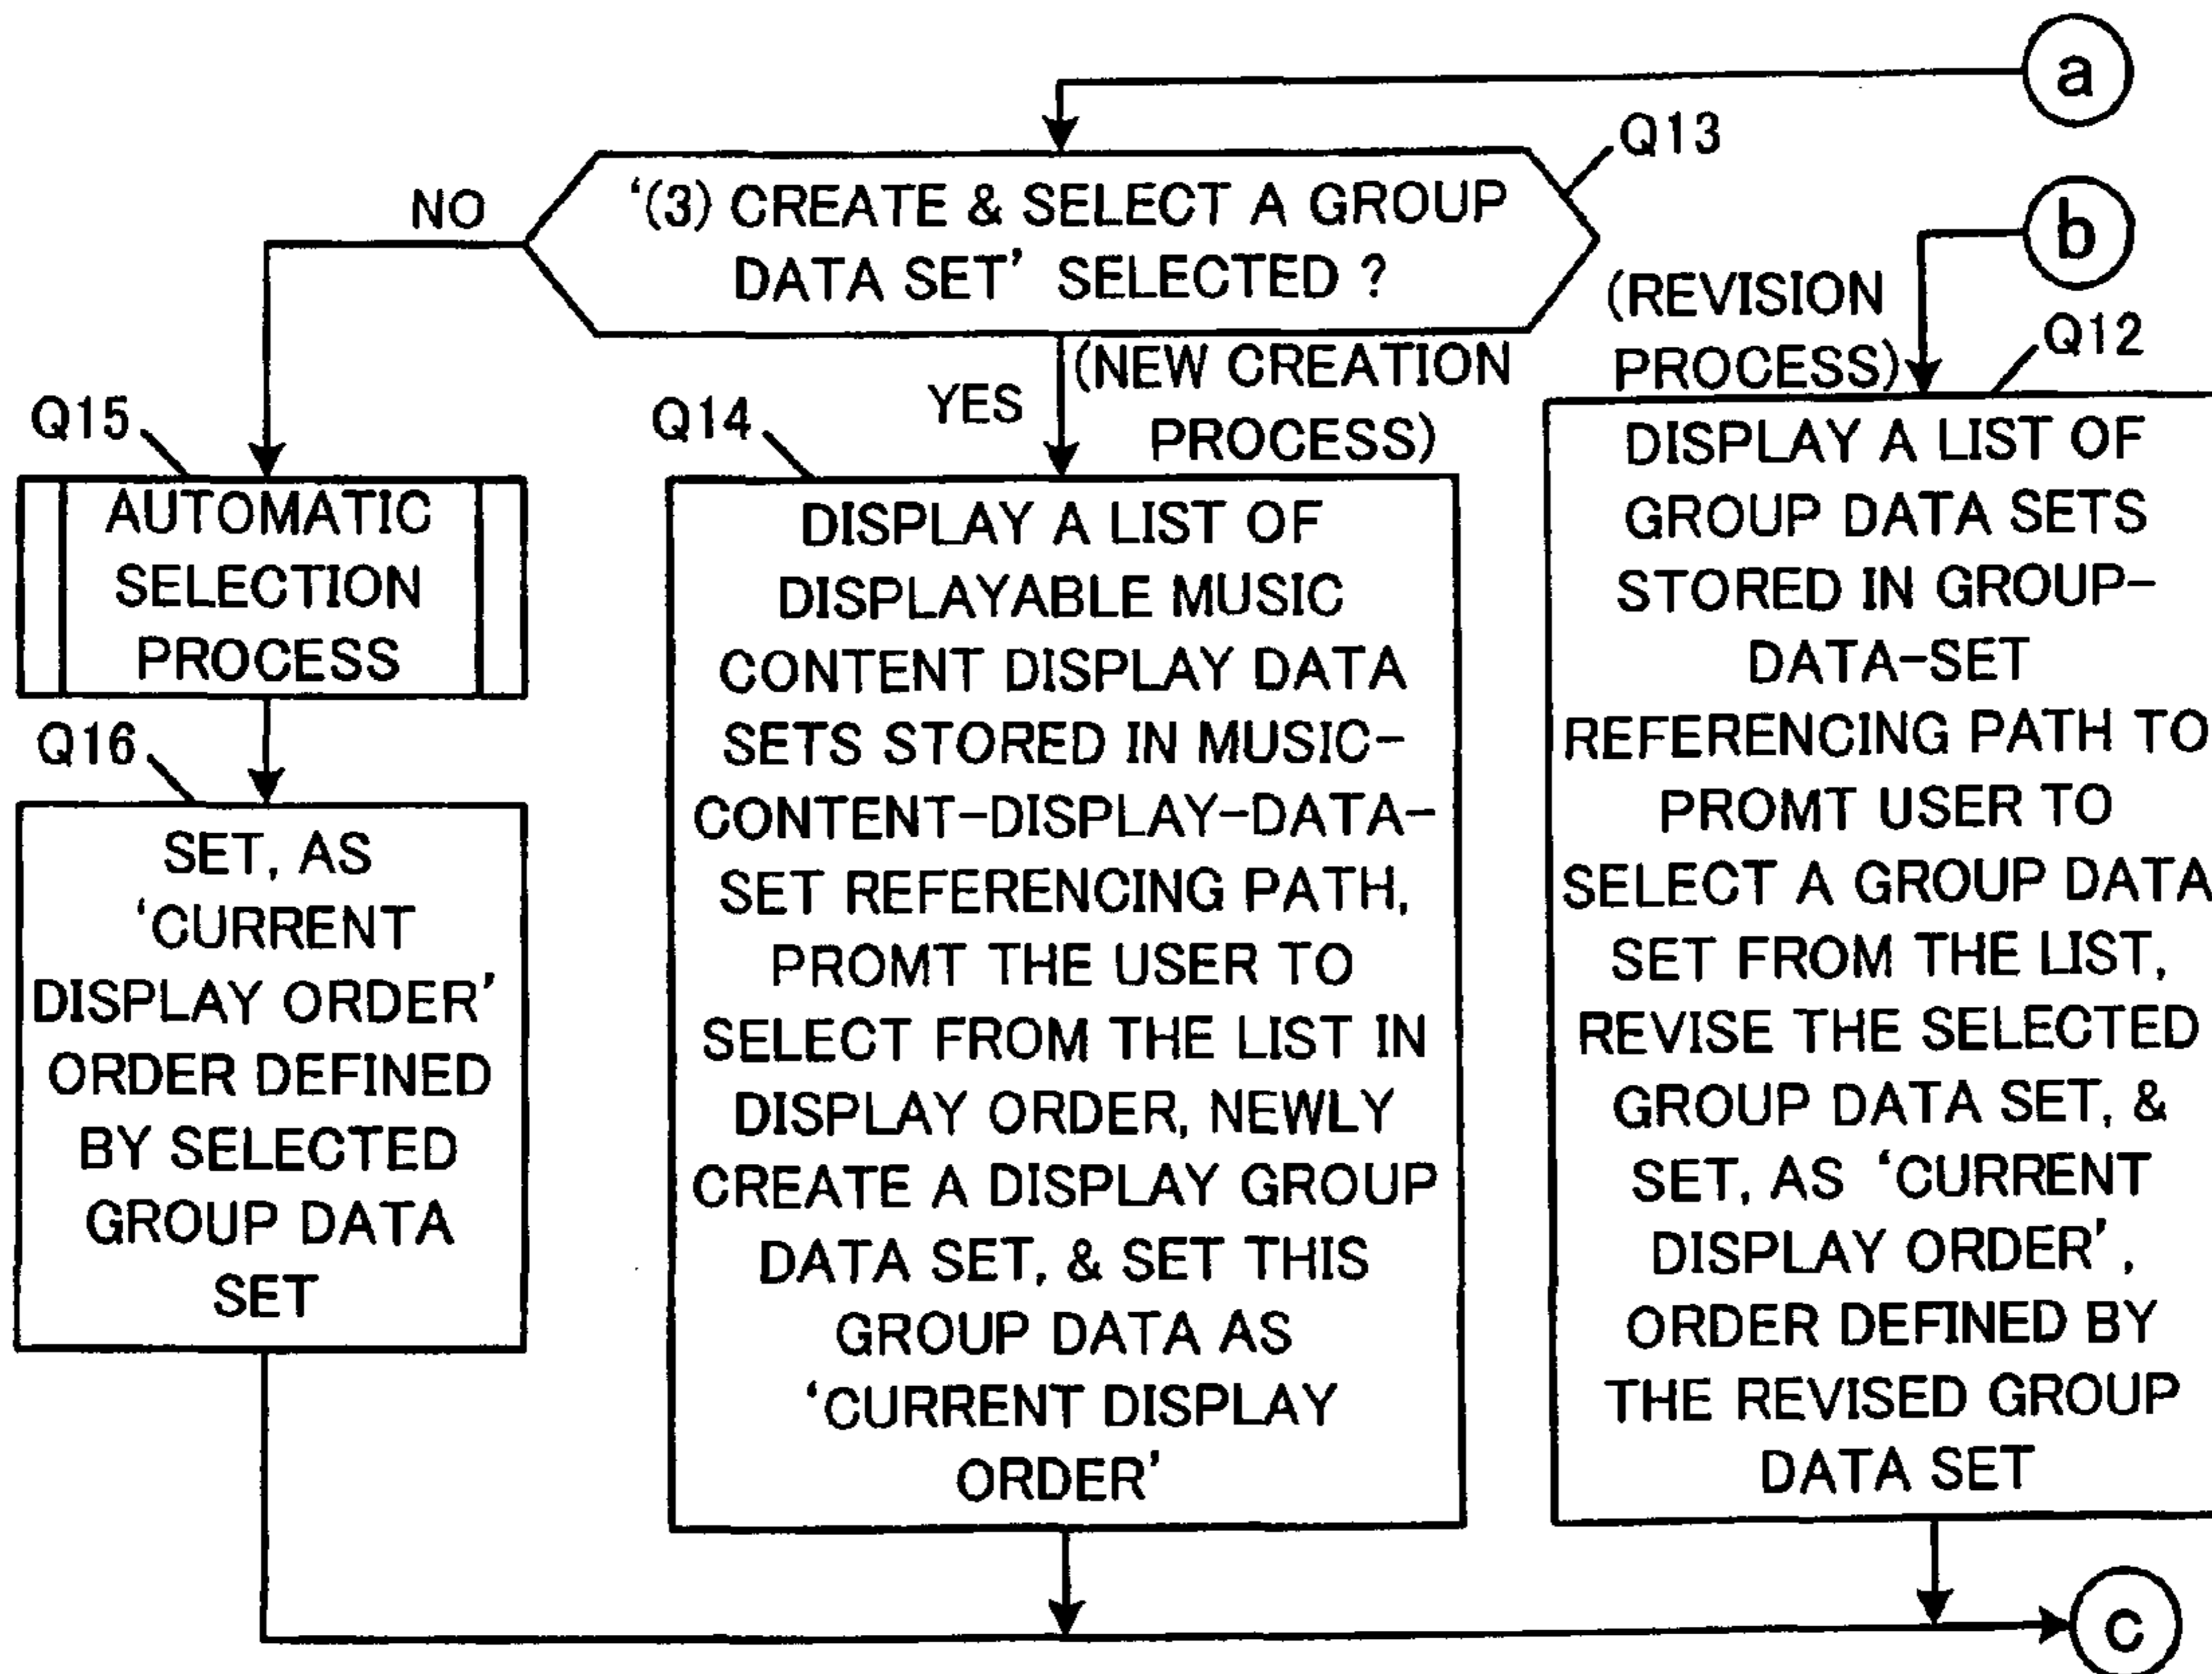 a
Q13
'(3) CREATE & SELECT A GROUP
DATA SET' SELECTED ?
NO
b
(REVISION
PROCESS)
Q12
(NEW CREATION
PROCESS)
YES
Q15
AUTOMATIC
SELECTION
PROCESS
Q16
SET, AS
'CURRENT
DISPLAY ORDER'
ORDER DEFINED
BY SELECTED
GROUP DATA
SET
Q14
DISPLAY A LIST OF
DISPLAYABLE MUSIC
CONTENT DISPLAY DATA
SETS STORED IN MUSIC-
CONTENT-DISPLAY-DATA-
SET REFERENCING PATH,
PROMT THE USER TO
SELECT FROM THE LIST IN
DISPLAY ORDER, NEWLY
CREATE A DISPLAY GROUP
DATA SET, & SET THIS
GROUP DATA AS
'CURRENT DISPLAY
ORDER'
DISPLAY A LIST OF
GROUP DATA SETS
STORED IN GROUP-
DATA-SET
REFERENCING PATH TO
PROMT USER TO
SELECT A GROUP DATA
SET FROM THE LIST,
REVISE THE SELECTED
GROUP DATA SET, &
SET, AS 'CURRENT
DISPLAY ORDER',
ORDER DEFINED BY
THE REVISED GROUP
DATA SET
c